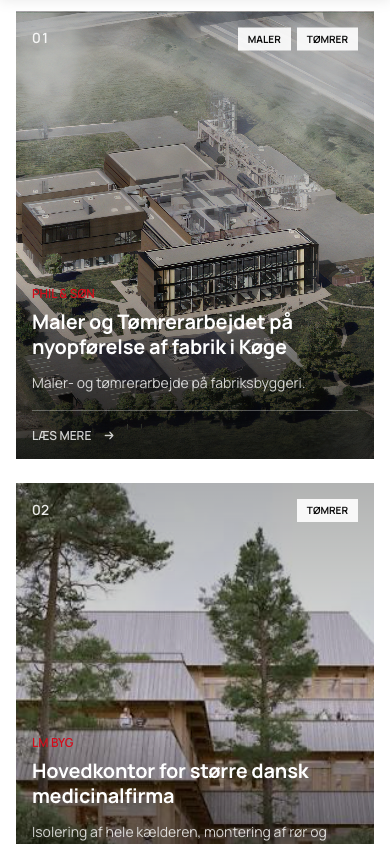 01
MALER
TØMRER
Maler og Tømrerarbejdet på
nyopførelse af fabrik i Køge
Maler- og tømrerarbejde på fabriksbyggeri.
LÆS MERE →
02
TØMRER
LM BYG
Hovedkontor for større dansk
medicinalfirma
Isolering af hele kælderen, montering af rør og